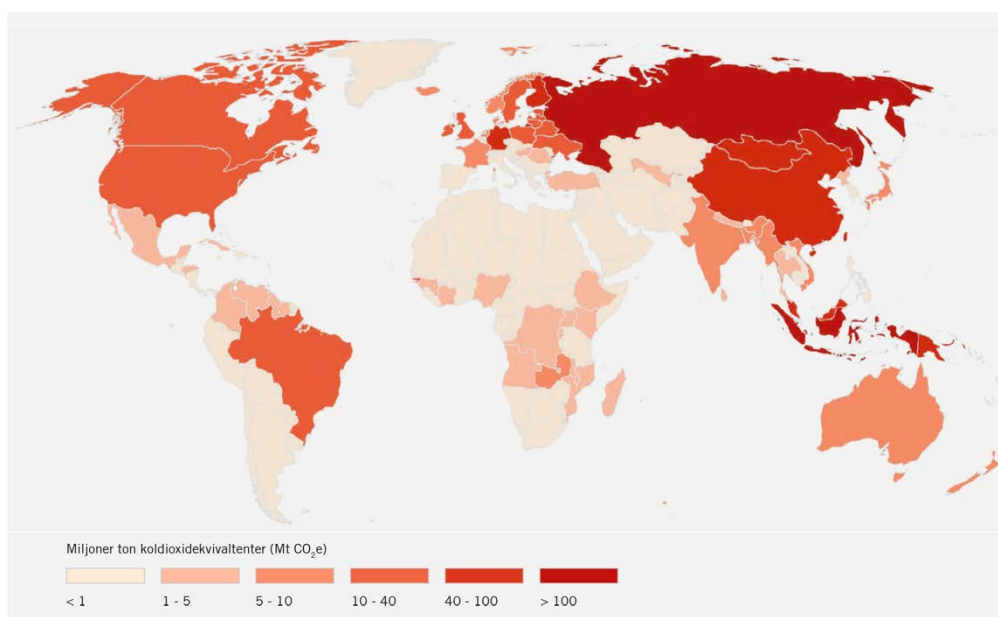 Miljoner ton koldioxidekvivaltenter (Mt CO₂e)
< 1 1 - 5 5 - 10 10 - 40 40 - 100 > 100